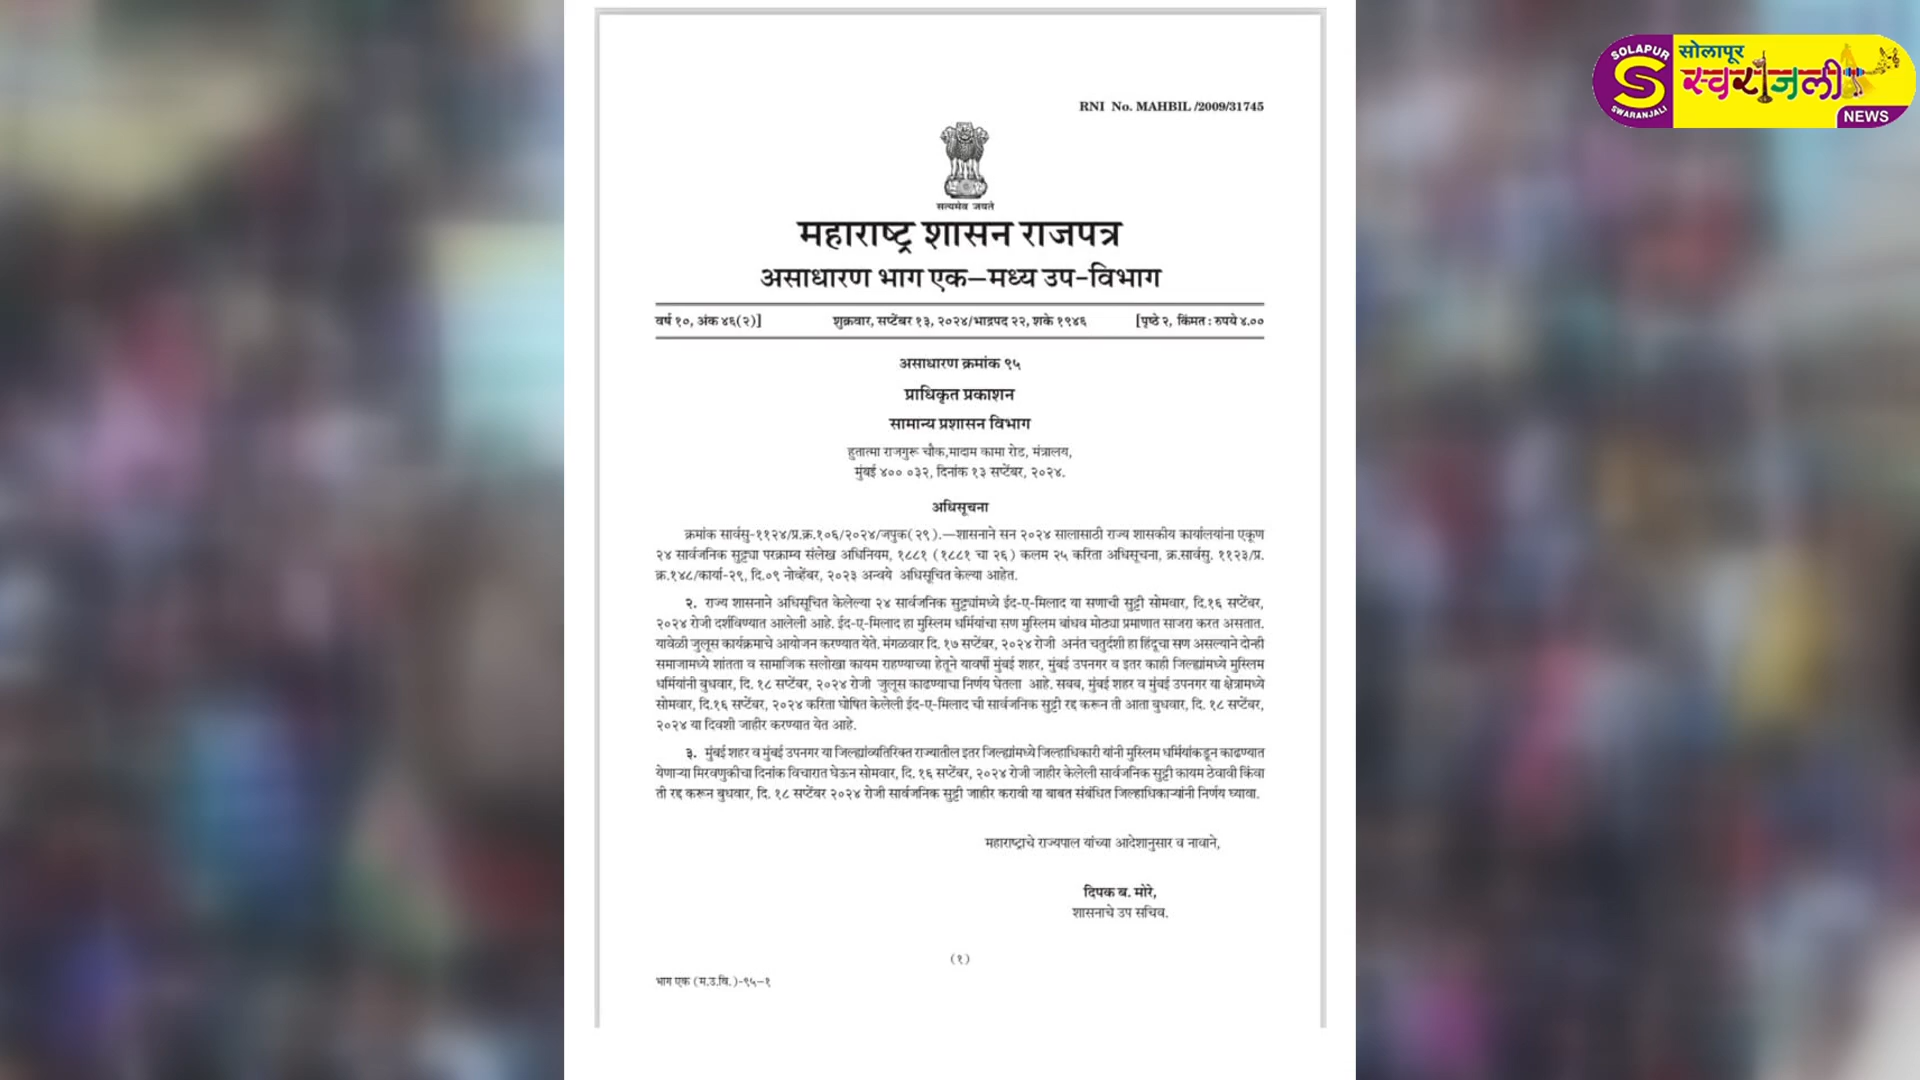 SOLAPUR
S
SWARANJALI
सोलापूर
स्वरांजली
NEWS
RNI No. MAHBIL /2009/31745
सत्यमेव जयते
महाराष्ट्र शासन राजपत्र
असाधारण भाग एक—मध्य उप-विभाग
वर्ष १०, अंक ४६(२)] शुक्रवार, सप्टेंबर १३, २०२४/भाद्रपद २२, शके १९४६ [पृष्ठे २, किंमत : रुपये ४.००
असाधारण क्रमांक ९५
प्राधिकृत प्रकाशन
सामान्य प्रशासन विभाग
हुतात्मा राजगुरू चौक,मादाम कामा रोड, मंत्रालय,
मुंबई ४०० ०३२, दिनांक १३ सप्टेंबर, २०२४.
अधिसूचना
क्रमांक सार्वसु-११२४/प्र.क्र.१०६/२०२४/जपुक(२९).—शासनाने सन २०२४ सालासाठी राज्य शासकीय कार्यालयांना एकूण
२४ सार्वजनिक सुट्ट्या परक्राम्य संलेख अधिनियम, १८८१ (१८८१ चा २६) कलम २५ करिता अधिसूचना, क्र.सार्वसु. ११२३/प्र.
क्र.१४८/कार्या-२९, दि.०९ नोव्हेंबर, २०२३ अन्वये अधिसूचित केल्या आहेत.
२. राज्य शासनाने अधिसूचित केलेल्या २४ सार्वजनिक सुट्ट्यांमध्ये ईद-ए-मिलाद या सणाची सुट्टी सोमवार, दि.१६ सप्टेंबर,
२०२४ रोजी दर्शविण्यात आलेली आहे. ईद-ए-मिलाद हा मुस्लिम धर्मियांचा सण मुस्लिम बांधव मोठ्या प्रमाणात साजरा करत असतात.
यावेळी जुलूस कार्यक्रमाचे आयोजन करण्यात येते. मंगळवार दि. १७ सप्टेंबर, २०२४ रोजी अनंत चतुर्दशी हा हिंदूचा सण असल्याने दोन्ही
समाजामध्ये शांतता व सामाजिक सलोखा कायम राहण्याच्या हेतूने यावर्षी मुंबई शहर, मुंबई उपनगर व इतर काही जिल्ह्यांमध्ये मुस्लिम
धर्मियांनी बुधवार, दि. १८ सप्टेंबर, २०२४ रोजी जुलूस काढण्याचा निर्णय घेतला आहे. सबब, मुंबई शहर व मुंबई उपनगर या क्षेत्रामध्ये
सोमवार, दि.१६ सप्टेंबर, २०२४ करिता घोषित केलेली ईद-ए-मिलाद ची सार्वजनिक सुट्टी रद्द करून ती आता बुधवार, दि. १८ सप्टेंबर,
२०२४ या दिवशी जाहीर करण्यात येत आहे.
३. मुंबई शहर व मुंबई उपनगर या जिल्ह्यांव्यतिरिक्त राज्यातील इतर जिल्ह्यांमध्ये जिल्हाधिकारी यांनी मुस्लिम धर्मियांकडून काढण्यात
येणाऱ्या मिरवणुकीचा दिनांक विचारात घेऊन सोमवार, दि. १६ सप्टेंबर, २०२४ रोजी जाहीर केलेली सार्वजनिक सुट्टी कायम ठेवावी किंवा
ती रद्द करून बुधवार, दि. १८ सप्टेंबर २०२४ रोजी सार्वजनिक सुट्टी जाहीर करावी या बाबत संबंधित जिल्हाधिकाऱ्यांनी निर्णय घ्यावा.
महाराष्ट्राचे राज्यपाल यांच्या आदेशानुसार व नावाने,
दिपक ब. मोरे,
शासनाचे उप सचिव.
(१)
भाग एक (म.उ.वि.)-९५—१